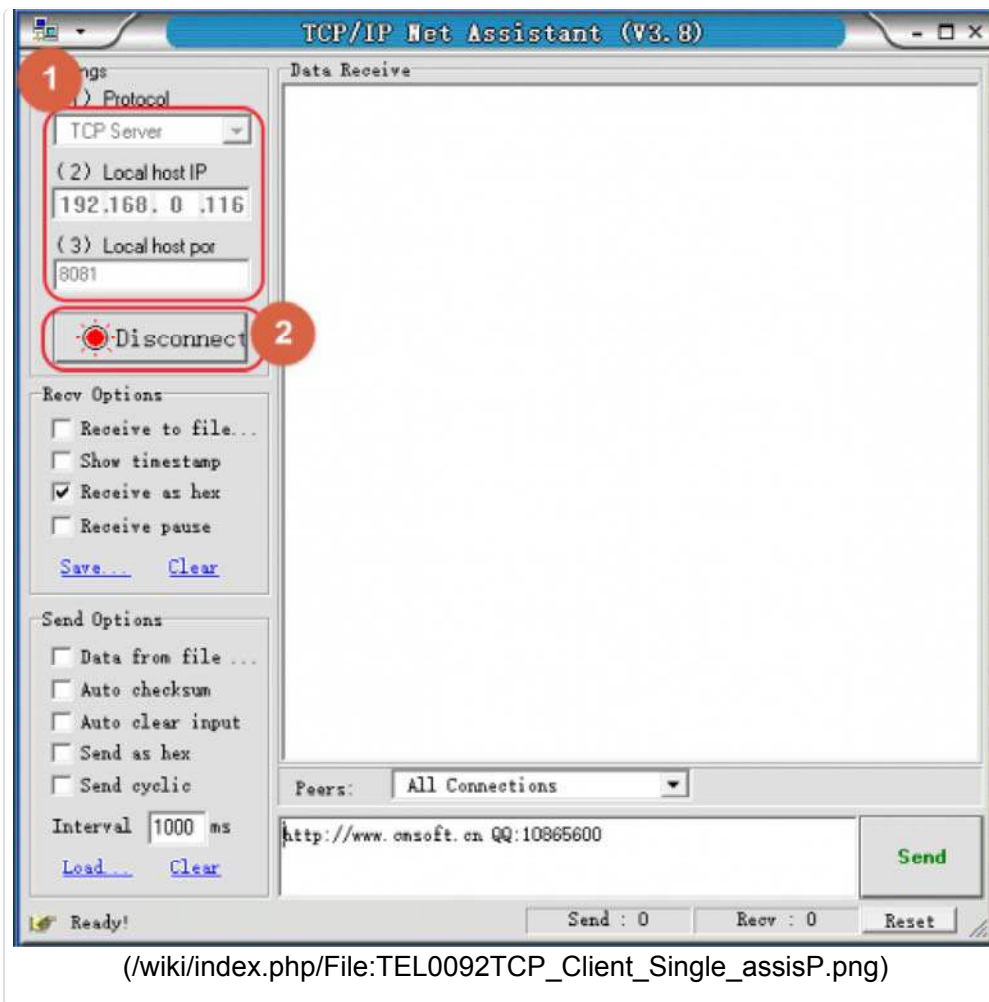 TCP/IP Net Assistant (V3.8)
1
ngs
) Protocol
TCP Server
(2) Local host IP
192.168. 0 .116
(3) Local host por
8081
Disconnect
2
Recv Options
Receive to file...
Show timestamp
Receive as hex
Receive pause
Save... Clear
Send Options
Data from file ...
Auto checksum
Auto clear input
Send as hex
Send cyclic
Interval 1000 ms
Load... Clear
Data Receive
Peers: All Connections
http://www.cmsoft.cn QQ:10865600
Send
Ready!
Send : 0
Recv : 0
Reset
(/wiki/index.php/File:TEL0092TCP_Client_Single_assisP.png)